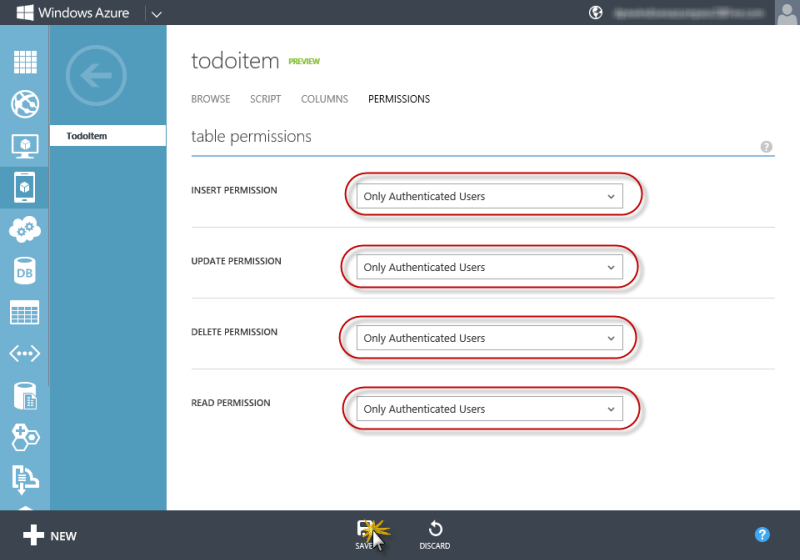 Windows Azure
todoitem PREVIEW
BROWSE SCRIPT COLUMNS PERMISSIONS
TodoItem
table permissions
?
INSERT PERMISSION Only Authenticated Users
UPDATE PERMISSION Only Authenticated Users
DB
DELETE PERMISSION Only Authenticated Users
READ PERMISSION Only Authenticated Users
NEW
SAVE
DISCARD
?